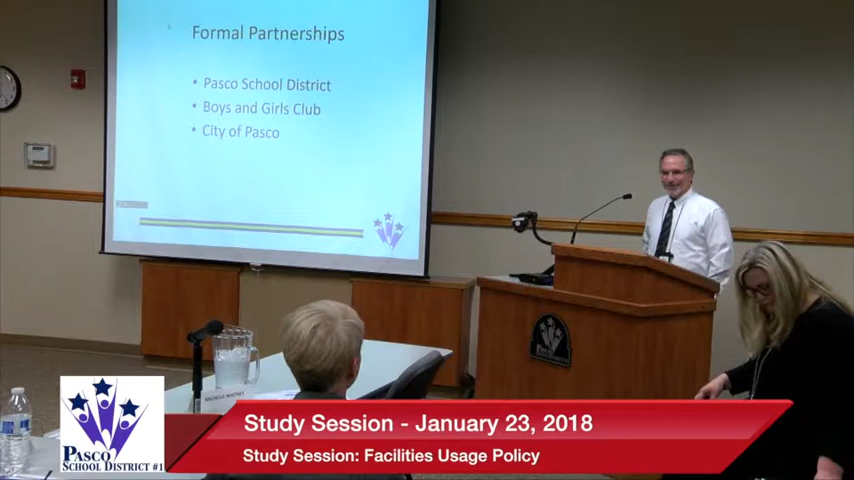 Formal Partnerships
• Pasco School District
• Boys and Girls Club
• City of Pasco
PASCO
PASCO
SCHOOL DISTRICT #1
Study Session - January 23, 2018
Study Session: Facilities Usage Policy